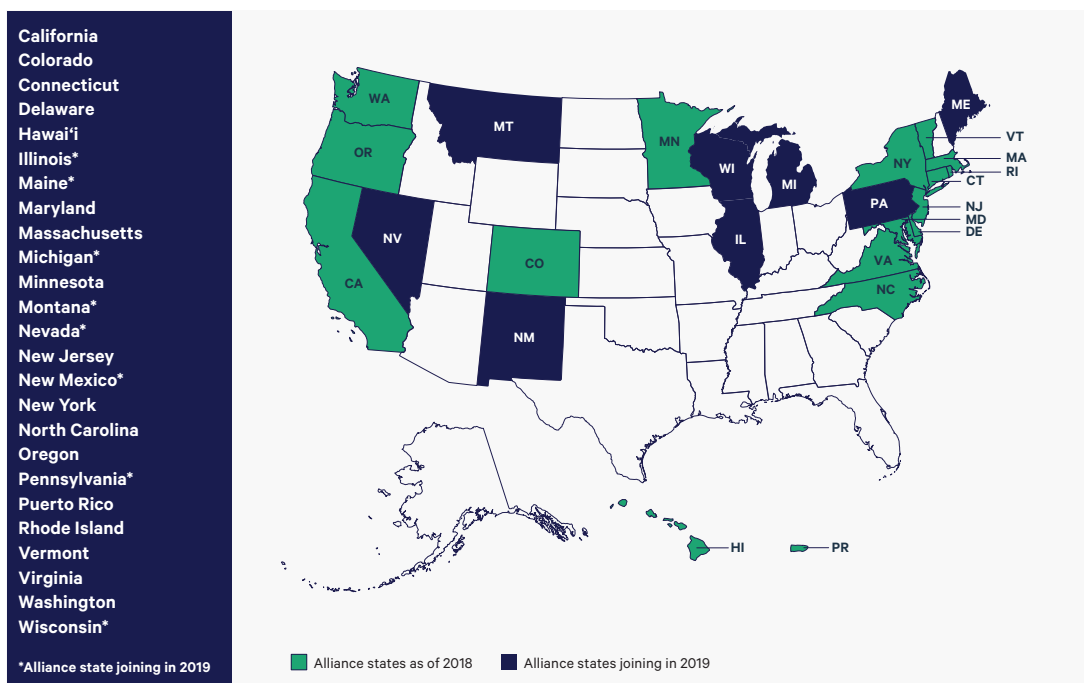 California
Colorado
Connecticut
Delaware
Hawai‘i
Illinois*
Maine*
Maryland
Massachusetts
Michigan*
Minnesota
Montana*
Nevada*
New Jersey
New Mexico*
New York
North Carolina
Oregon
Pennsylvania*
Puerto Rico
Rhode Island
Vermont
Virginia
Washington
Wisconsin*
*Alliance state joining in 2019
WA
MT
ME
OR
MN
VT
NY
MA
WI
RI
MI
CT
PA
NJ
NV
IL
MD
DE
CO
VA
CA
NC
NM
HI
PR
Alliance states as of 2018
Alliance states joining in 2019